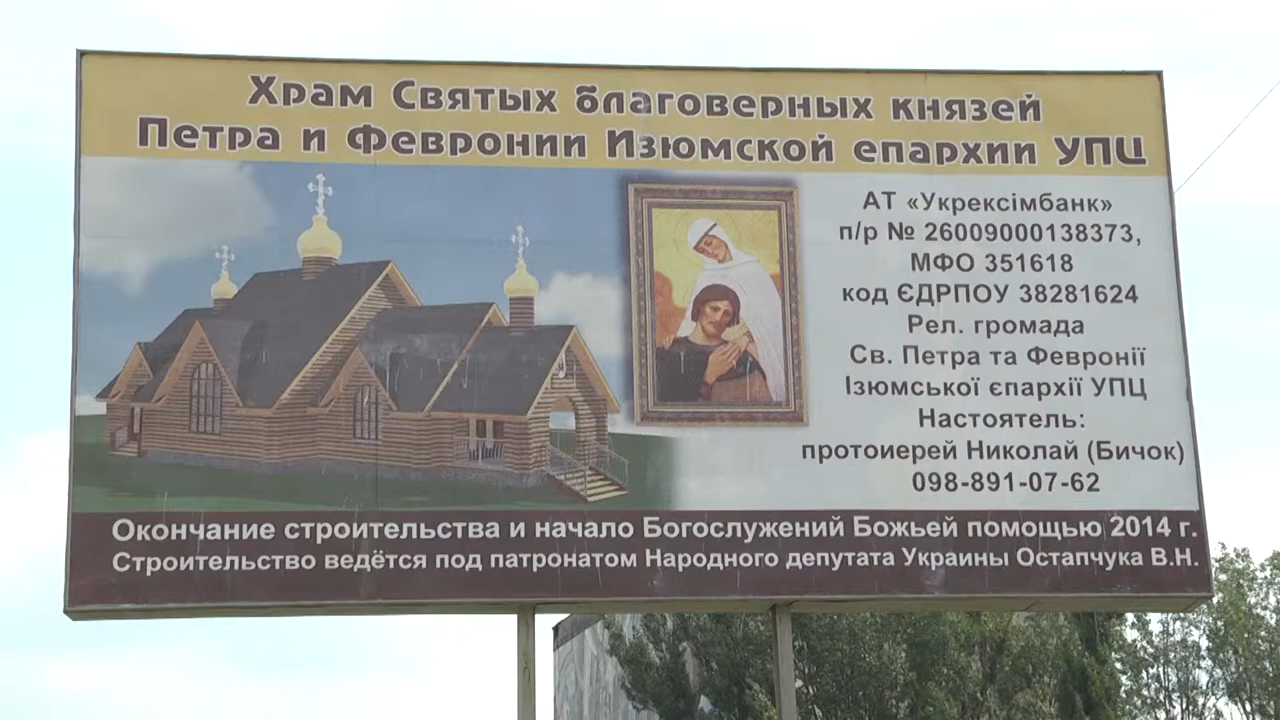 Храм Святых благоверных князей
Петра и Февронии Изюмской епархии УПЦ
АТ «Укрексімбанк»
п/р № 26009000138373,
МФО 351618
код ЄДРПОУ 38281624
Рел. громада
Св. Петра та Февронії
Ізюмської єпархії УПЦ
Настоятель:
протоиерей Николай (Бичок)
098-891-07-62
Окончание строительства и начало Богослужений Божьей помощью 2014 г.
Строительство ведётся под патронатом Народного депутата Украины Остапчука В.Н.